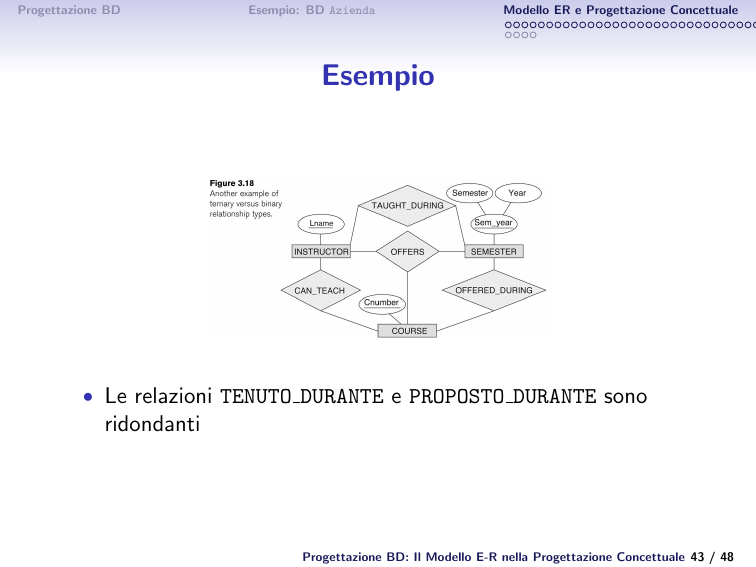 Progettazione BD
Esempio: BD Azienda
Modello ER e Progettazione Concettuale
Esempio
Figure 3.18
Another example of
ternary versus binary
relationship types.
Semester
Year
TAUGHT_DURING
Lname
Sem_year
INSTRUCTOR
OFFERS
SEMESTER
CAN_TEACH
OFFERED_DURING
Cnumber
COURSE
• Le relazioni TENUTO_DURANTE e PROPOSTO_DURANTE sono
ridondanti
Progettazione BD: Il Modello E-R nella Progettazione Concettuale 43 / 48